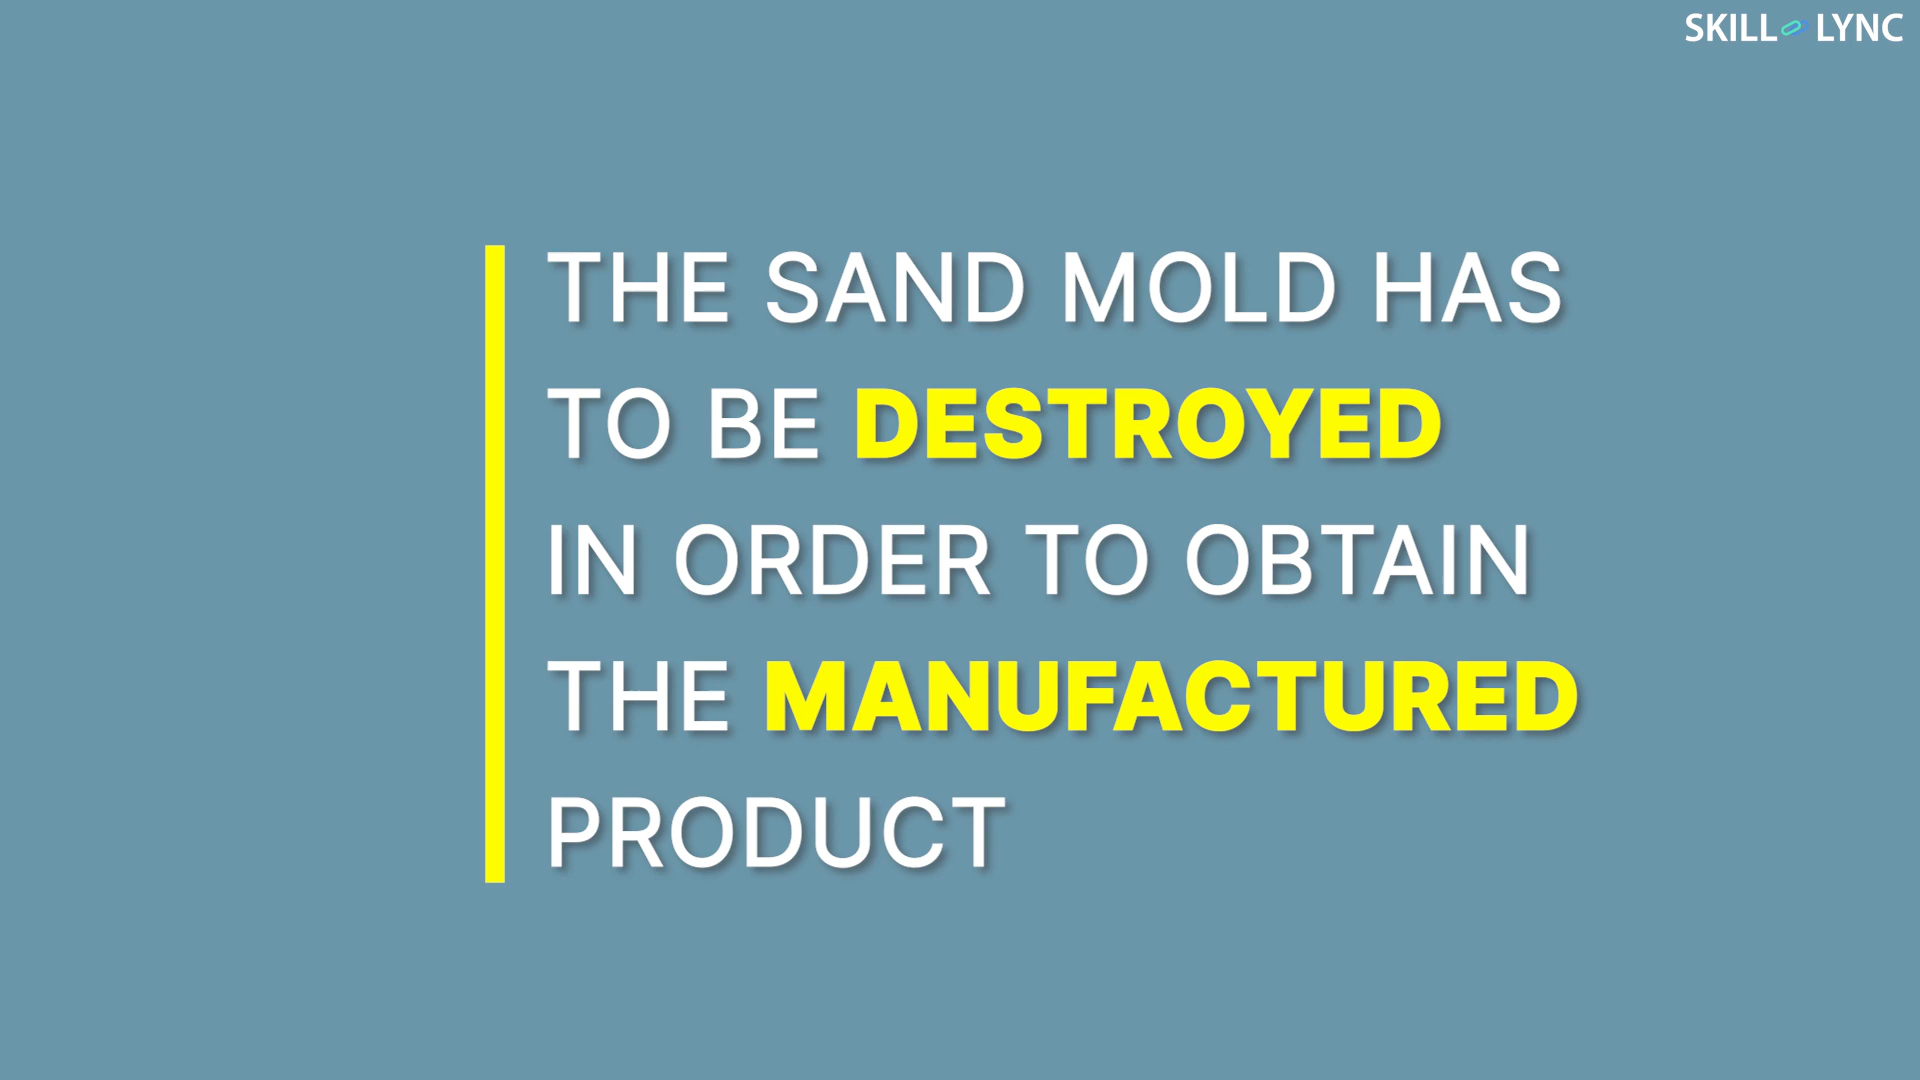 SKILL LYNC
THE SAND MOLD HAS
TO BE DESTROYED
IN ORDER TO OBTAIN
THE MANUFACTURED
PRODUCT